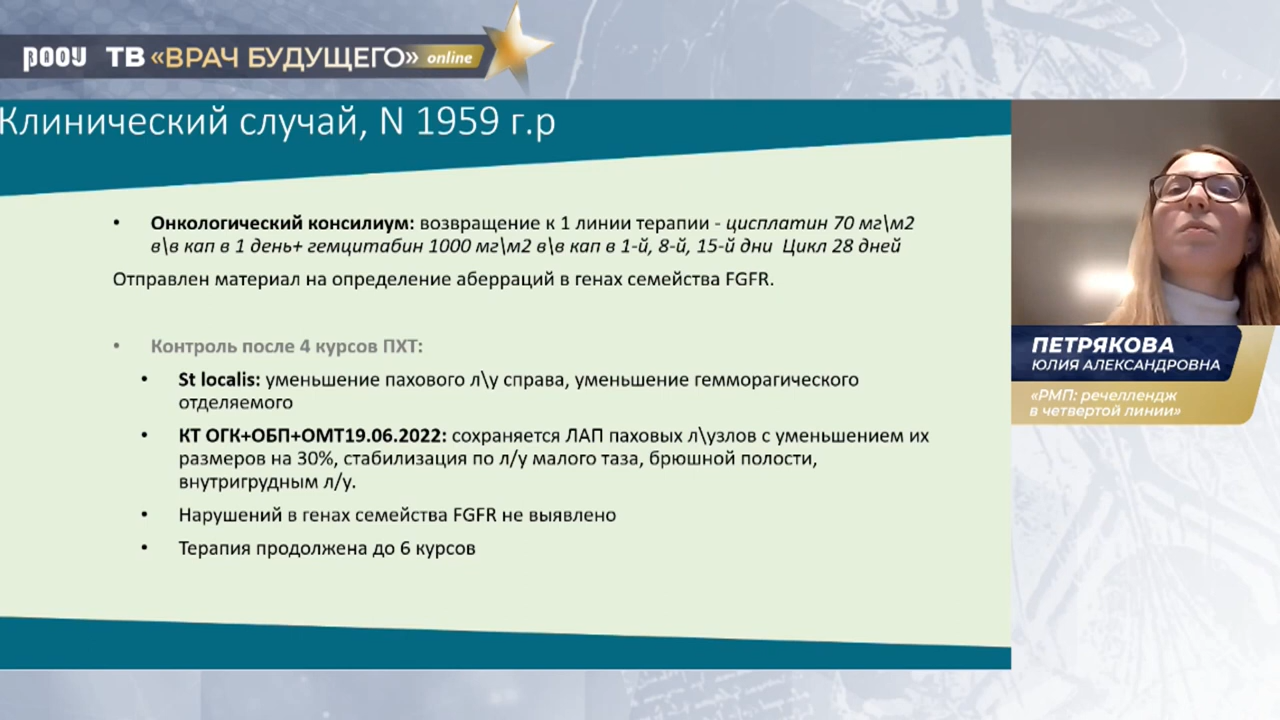 РООУ ТВ «ВРАЧ БУДУЩЕГО» online
Клинический случай, N 1959 г.р
• Онкологический консилиум: возвращение к 1 линии терапии - цисплатин 70 мг\м2
в\в кап в 1 день+ гемцитабин 1000 мг\м2 в\в кап в 1-й, 8-й, 15-й дни Цикл 28 дней
Отправлен материал на определение аберраций в генах семейства FGFR.
• Контроль после 4 курсов ПХТ:
• St localis: уменьшение пахового л\у справа, уменьшение гемморагического
отделяемого
• КТ ОГК+ОБП+ОМТ19.06.2022: сохраняется ЛАП паховых л\узлов с уменьшением их
размеров на 30%, стабилизация по л/у малого таза, брюшной полости,
внутригрудным л/у.
• Нарушений в генах семейства FGFR не выявлено
• Терапия продолжена до 6 курсов
ПЕТРЯКОВА
ЮЛИЯ АЛЕКСАНДРОВНА
«РМП: речеллендж
в четвертой линии»